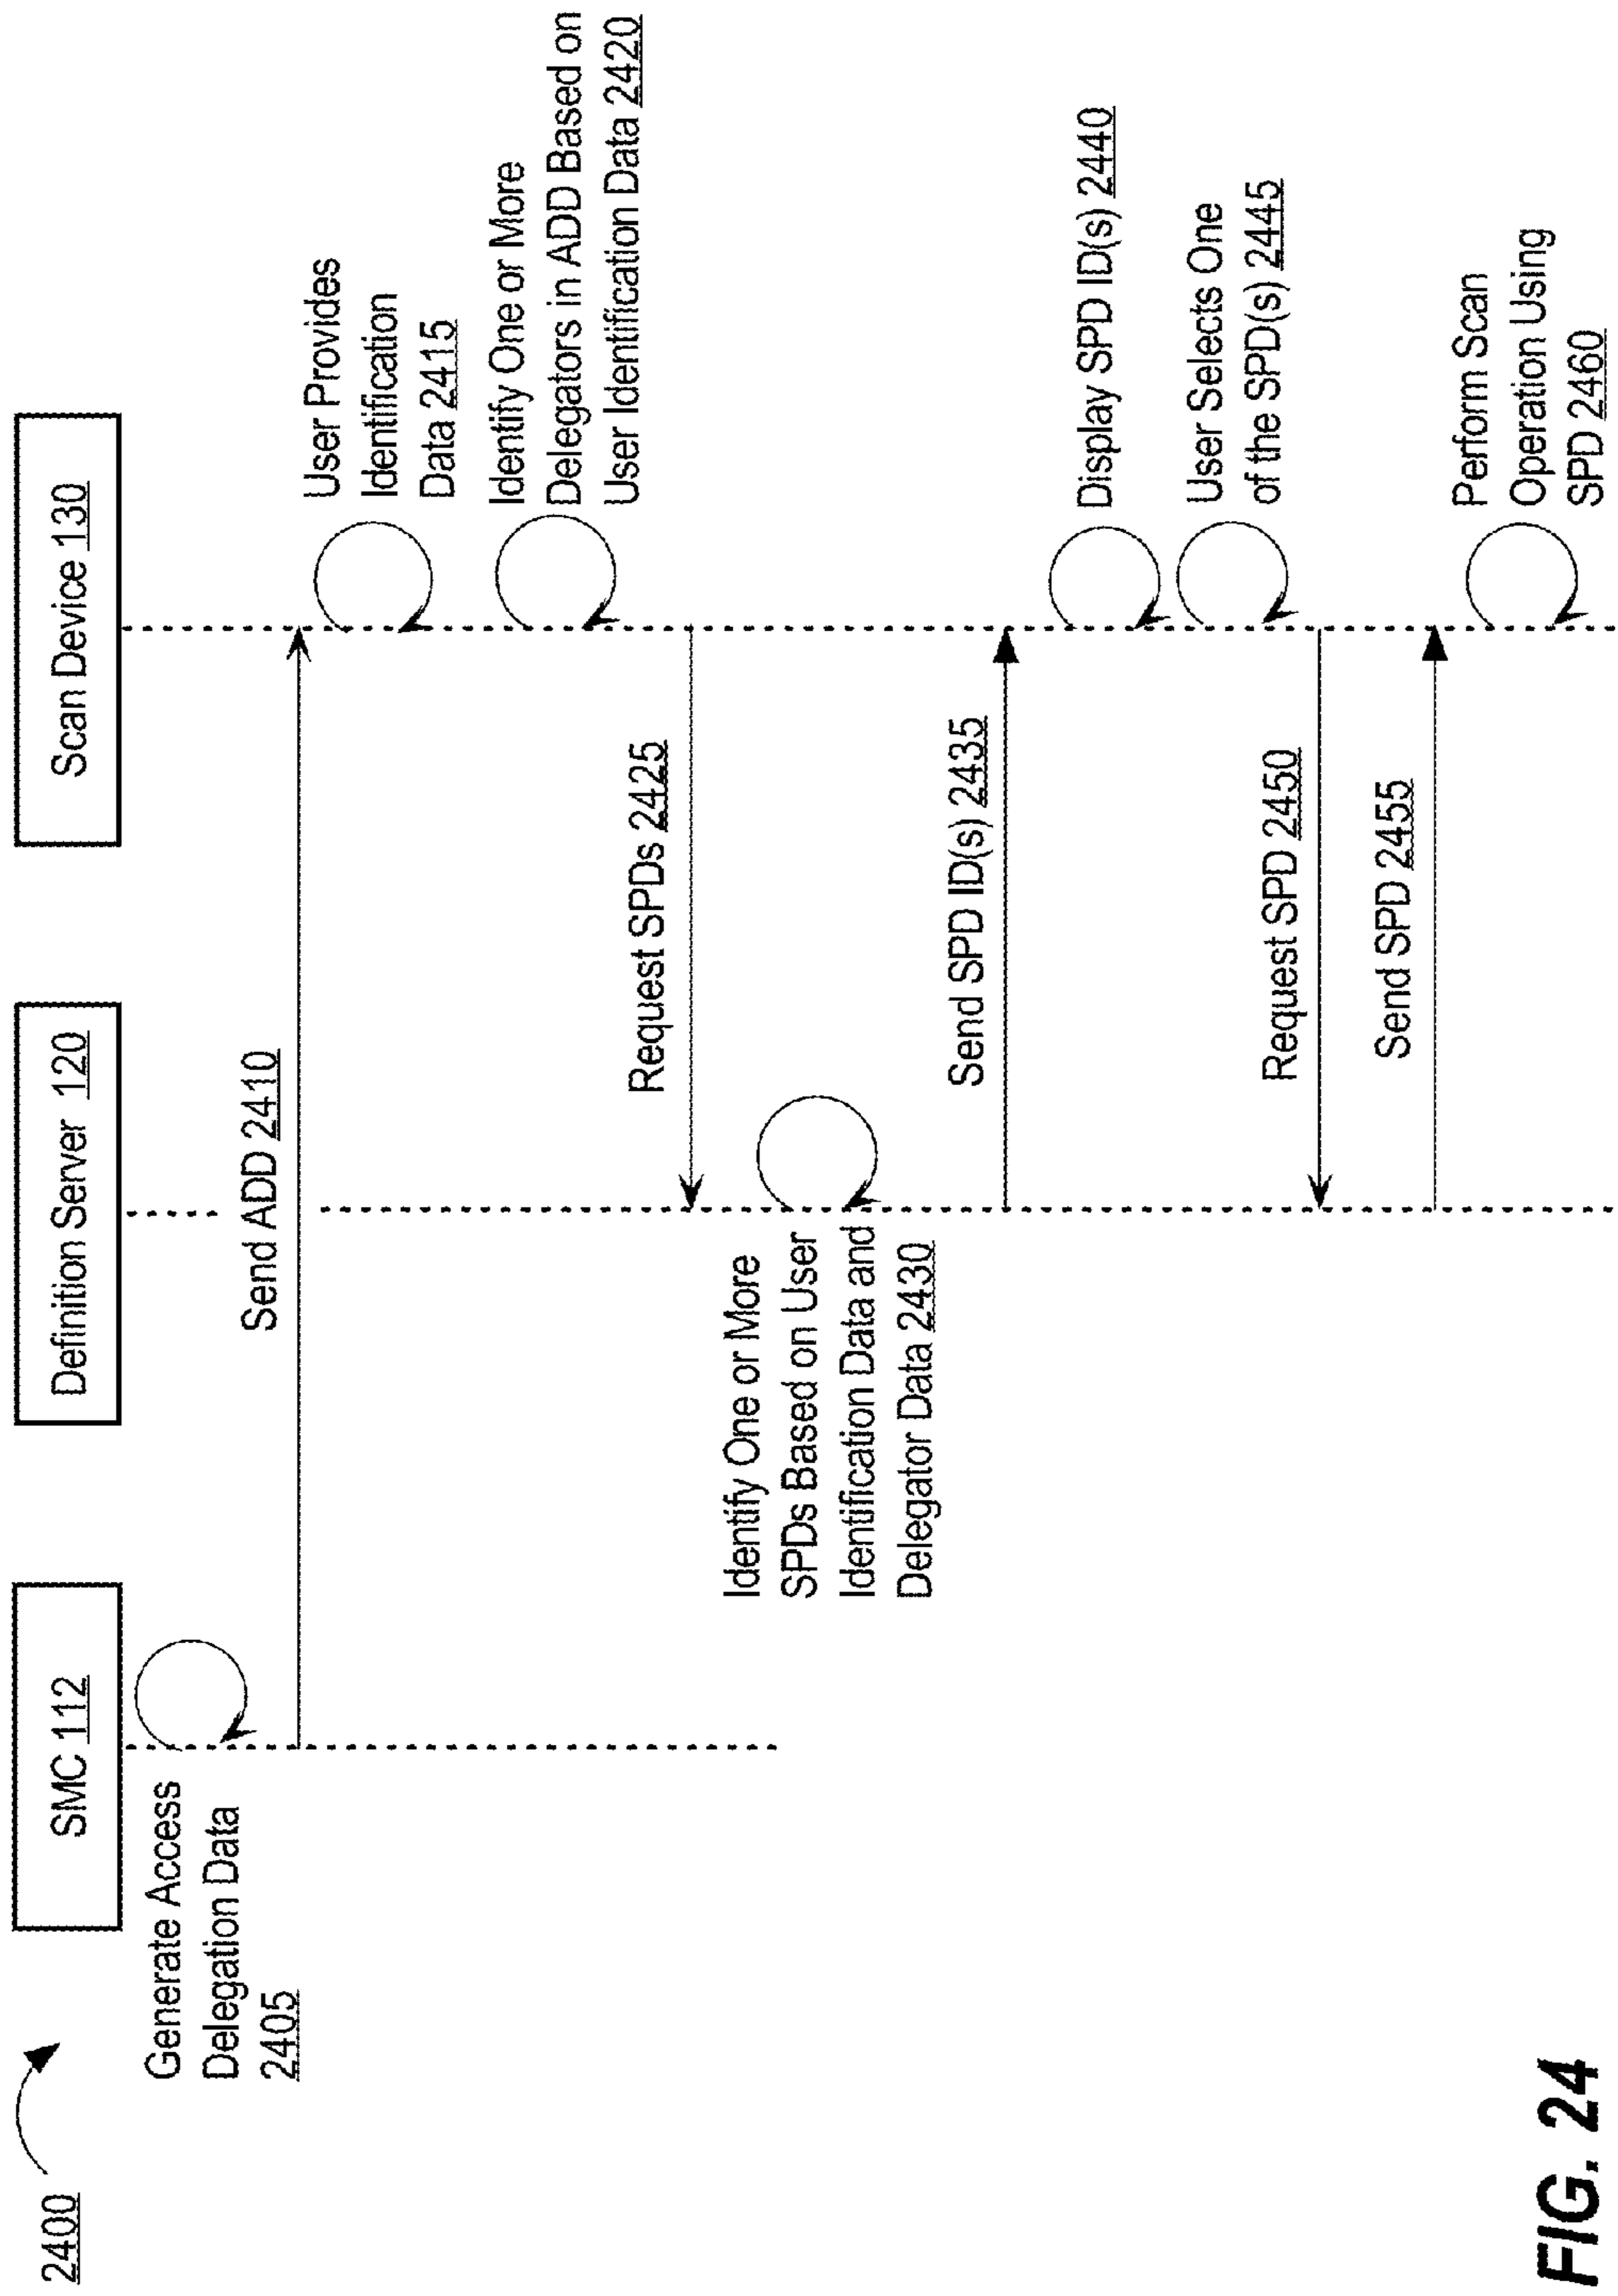 2400
SMC 112
Definition Server 120
Scan Device 130
Generate Access
Delegation Data
2405
Send ADD 2410
User Provides
Identification
Data 2415
Identify One or More
Delegators in ADD Based on
User Identification Data 2420
Request SPDs 2425
Identify One or More
SPDs Based on User
Identification Data and
Delegator Data 2430
Send SPD ID(s) 2435
Display SPD ID(s) 2440
User Selects One
of the SPD(s) 2445
Request SPD 2450
Send SPD 2455
Perform Scan
Operation Using
SPD 2460
FIG. 24